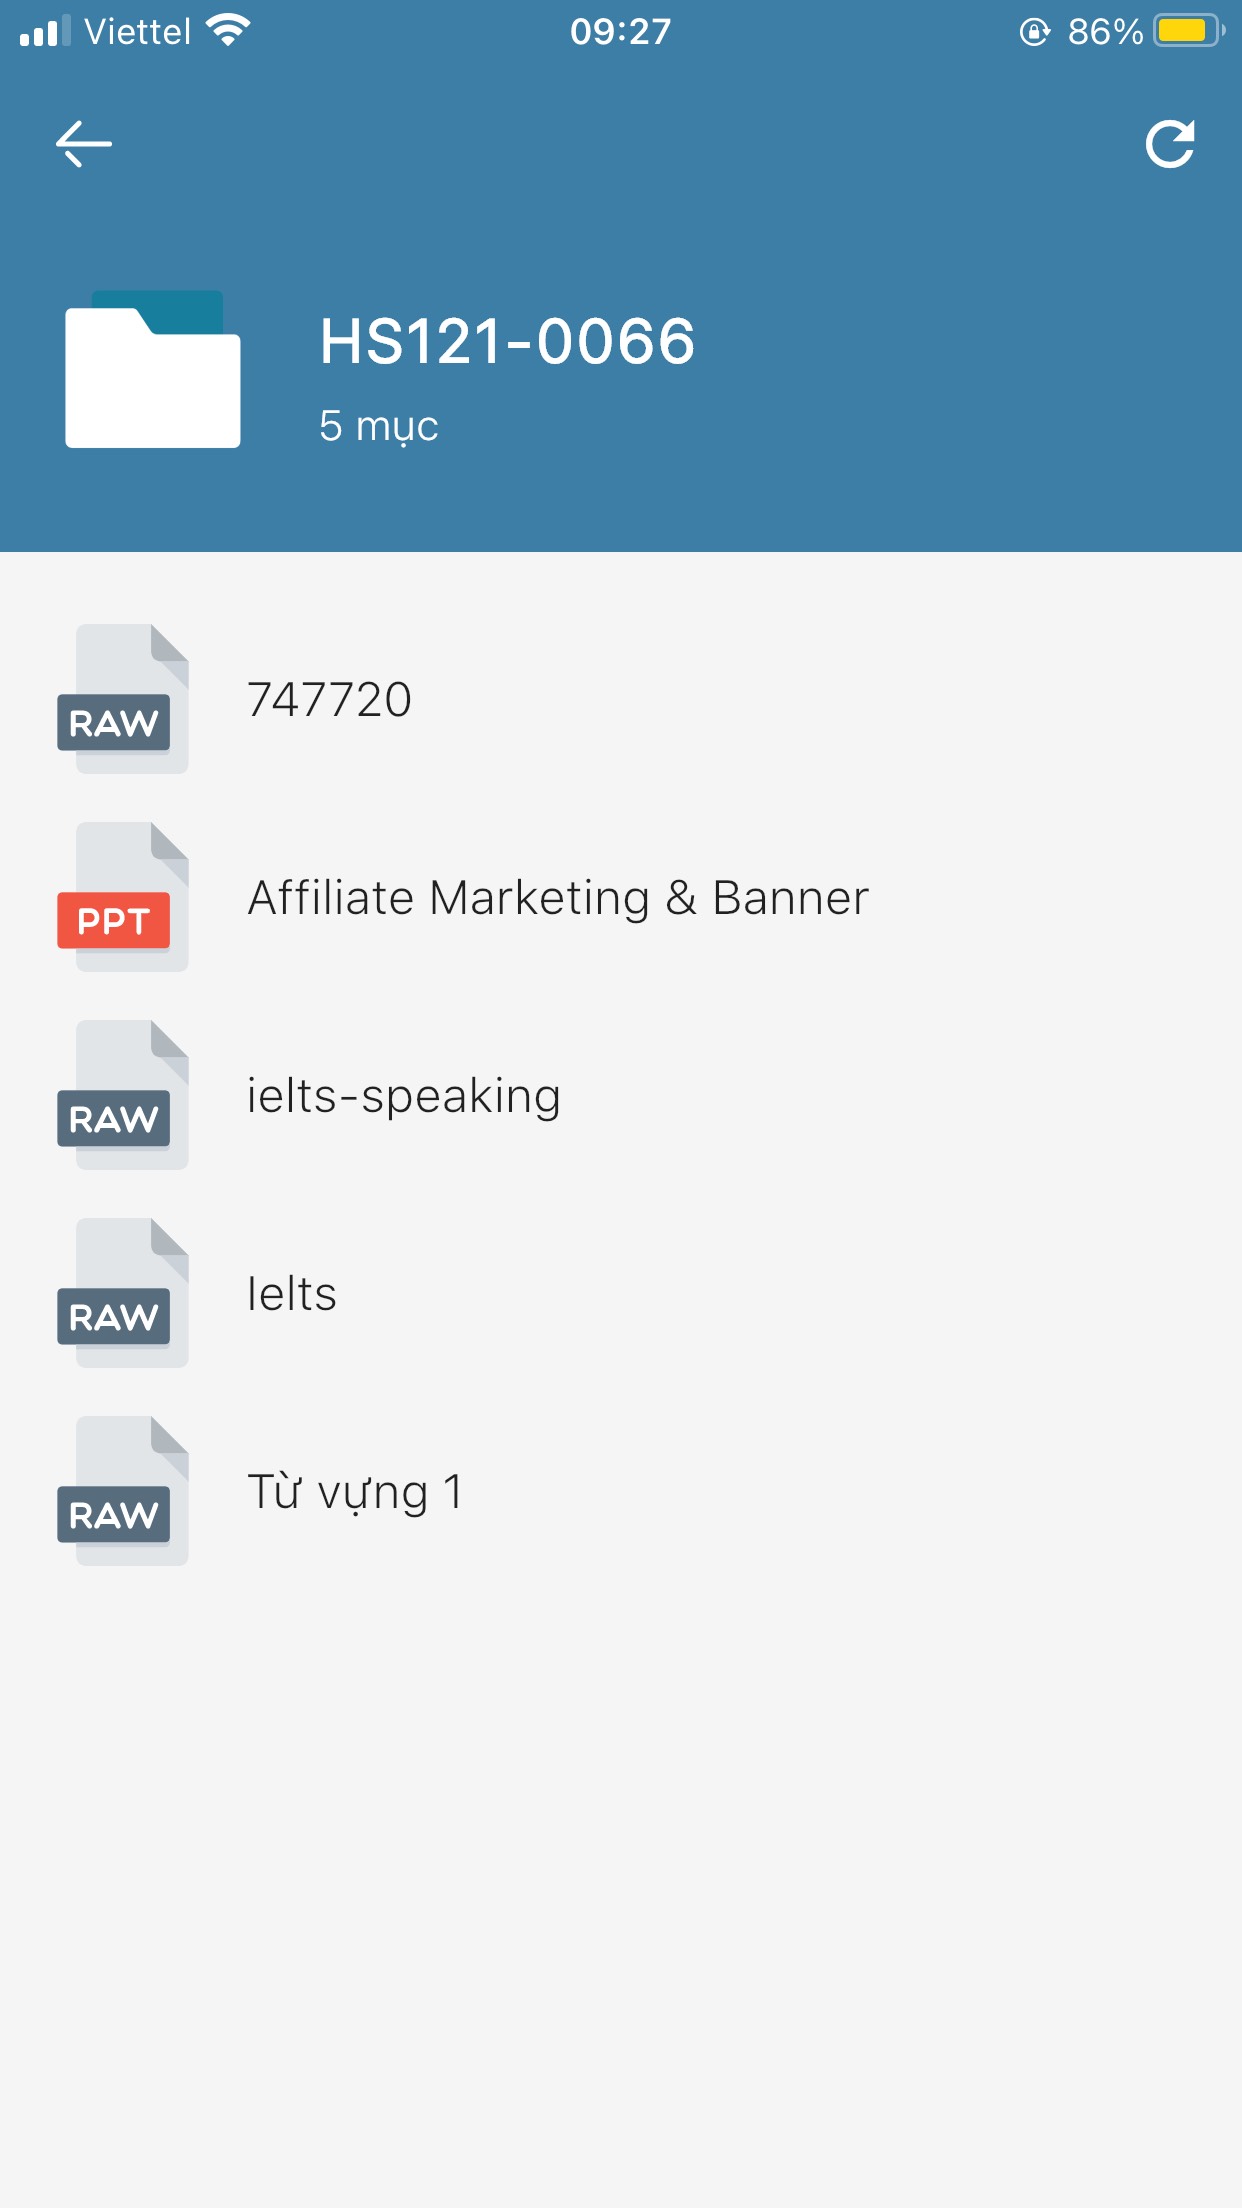 Viettel 09:27 86%
HS121-0066
5 mục
RAW 747720
PPT Affiliate Marketing & Banner
RAW ielts-speaking
RAW Ielts
RAW Từ vựng 1